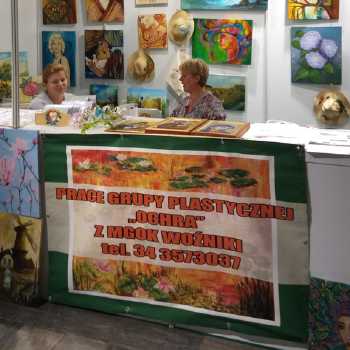 PRACE GRUPY PLASTYCZNEJ
„OCHRA"
Z MGOK WOŹNIKI
tel. 34 3573037